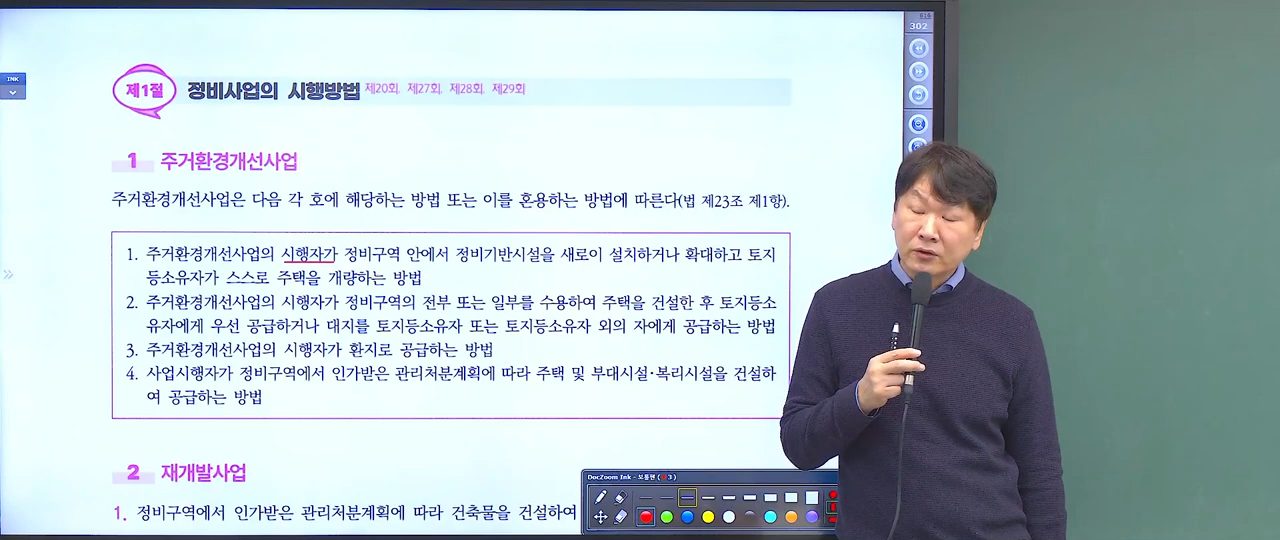 302
INK
제1절 정비사업의 시행방법 제20회, 제27회, 제28회, 제29회
1 주거환경개선사업
주거환경개선사업은 다음 각 호에 해당하는 방법 또는 이를 혼용하는 방법에 따른다(법 제23조 제1항).
1. 주거환경개선사업의 시행자가 정비구역 안에서 정비기반시설을 새로이 설치하거나 확대하고 토지
등소유자가 스스로 주택을 개량하는 방법
2. 주거환경개선사업의 시행자가 정비구역의 전부 또는 일부를 수용하여 주택을 건설한 후 토지등소
유자에게 우선 공급하거나 대지를 토지등소유자 또는 토지등소유자 외의 자에게 공급하는 방법
3. 주거환경개선사업의 시행자가 환지로 공급하는 방법
4. 사업시행자가 정비구역에서 인가받은 관리처분계획에 따라 주택 및 부대시설·복리시설을 건설하
여 공급하는 방법
2 재개발사업
DocZoom Ink - 보통펜 ( 3 )
1. 정비구역에서 인가받은 관리처분계획에 따라 건축물을 건설하여